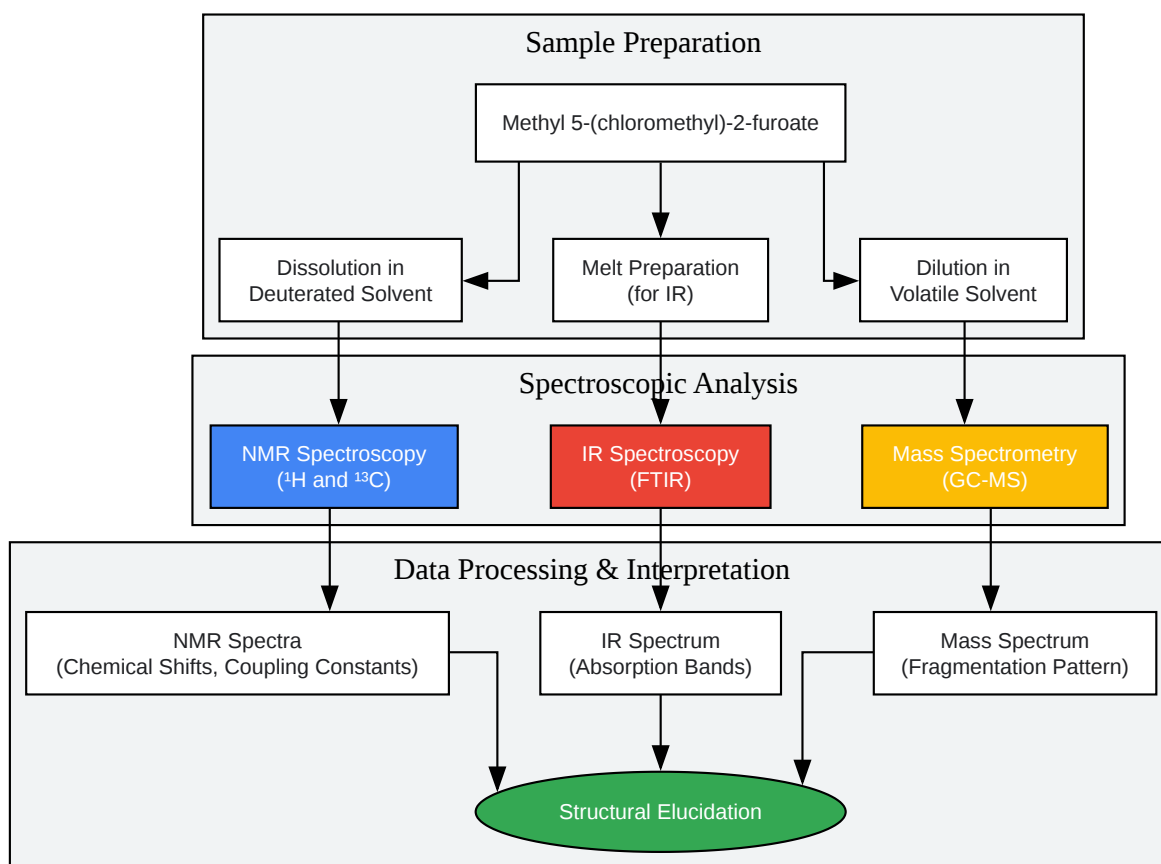 Sample Preparation
Methyl 5-(chloromethyl)-2-furoate
Dissolution in
Deuterated Solvent
Melt Preparation
(for IR)
Dilution in
Volatile Solvent
Spectroscopic Analysis
NMR Spectroscopy
(¹H and ¹³C)
IR Spectroscopy
(FTIR)
Mass Spectrometry
(GC-MS)
Data Processing & Interpretation
NMR Spectra
(Chemical Shifts, Coupling Constants)
IR Spectrum
(Absorption Bands)
Mass Spectrum
(Fragmentation Pattern)
Structural Elucidation